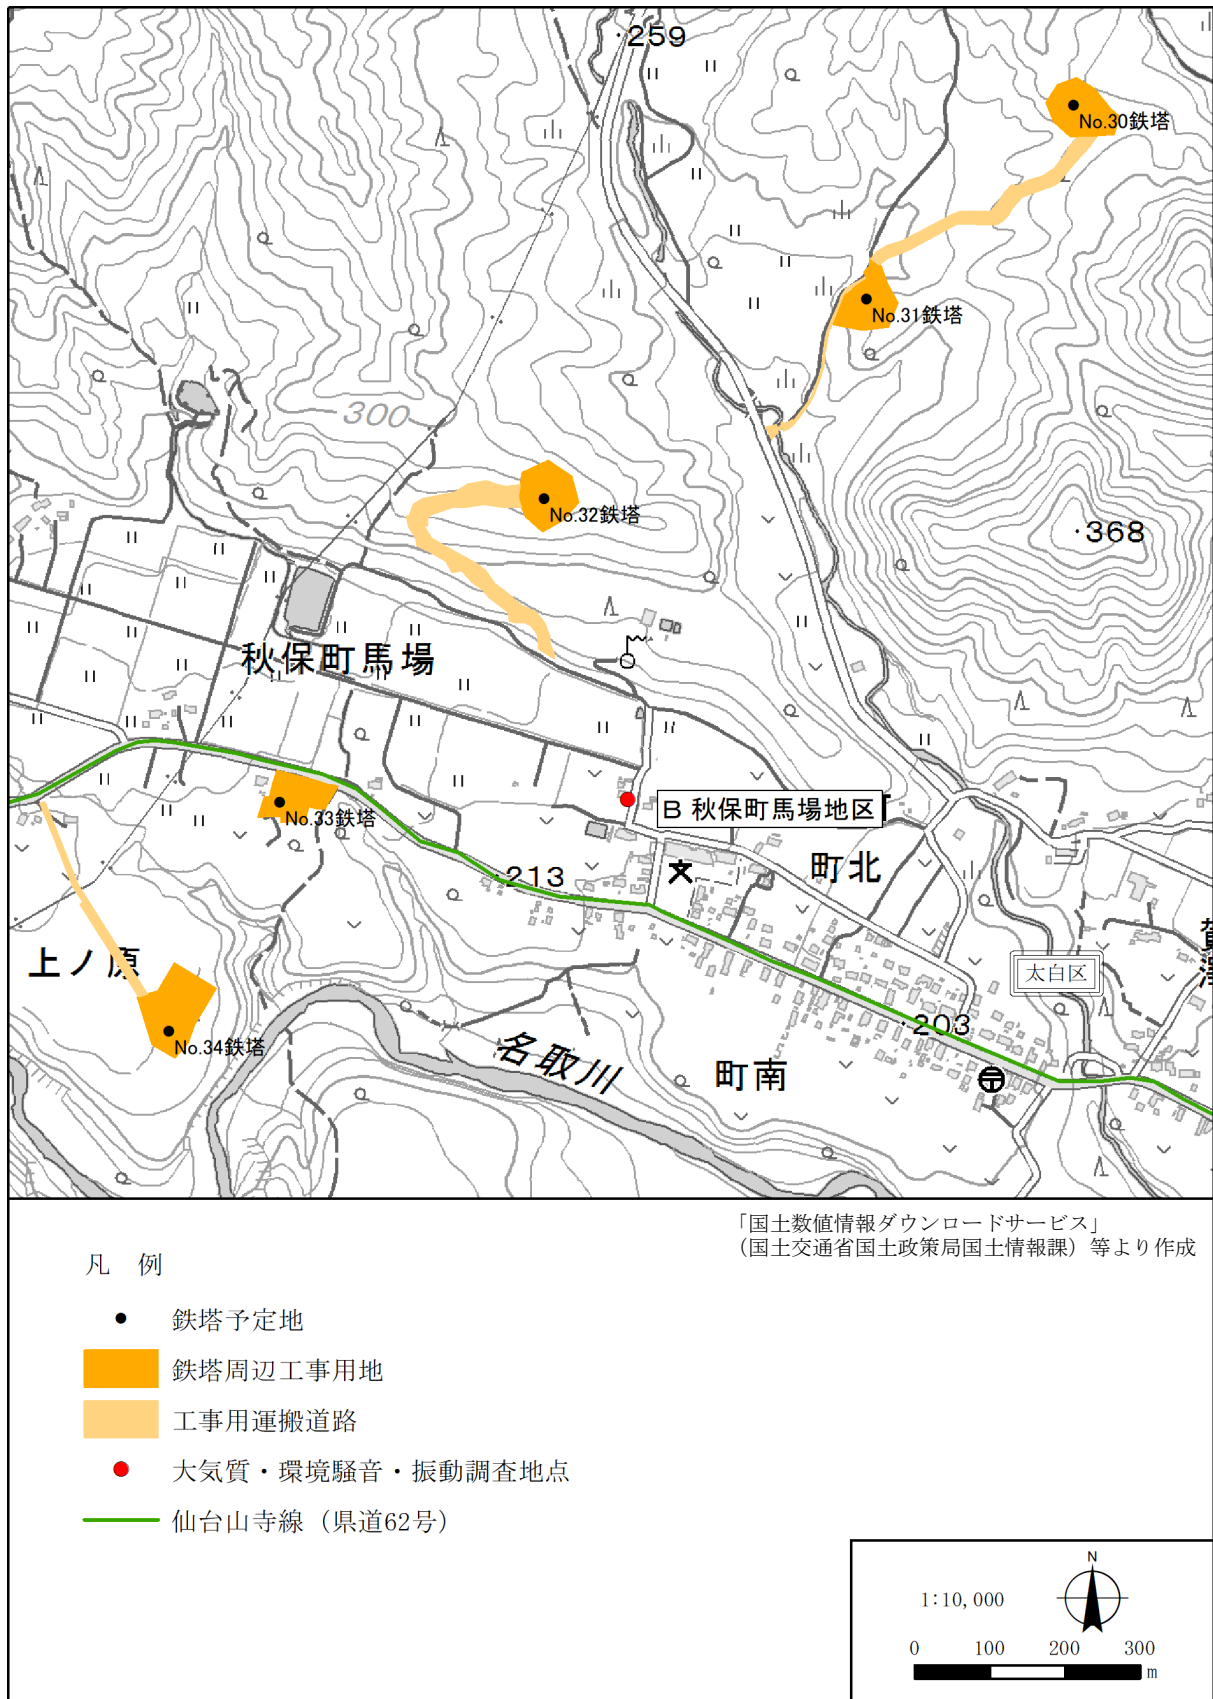 259
No.30鉄塔
No.31鉄塔
300
No.32鉄塔
368
秋保町馬場
B 秋保町馬場地区
No.33鉄塔
213
町北
上ノ原
太白区
No.34鉄塔
203
名取川
町南
「国土数値情報ダウンロードサービス」
（国土交通省国土政策局国土情報課）等より作成
凡 例
鉄塔予定地
鉄塔周辺工事用地
工事用運搬道路
大気質・環境騒音・振動調査地点
仙台山寺線（県道62号）
N
1:10,000
0 100 200 300
m